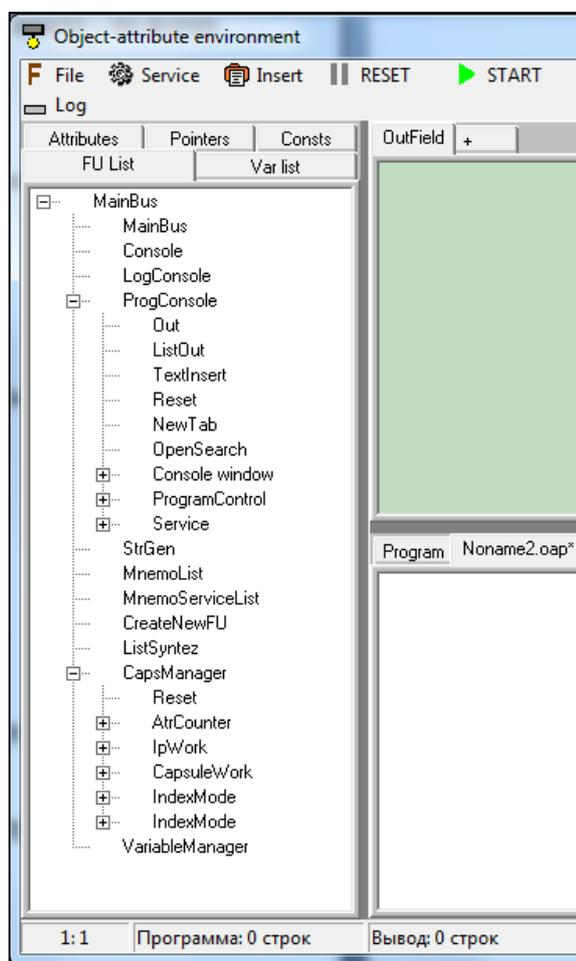 Object-attribute environment
F File Service Insert RESET START
Log
Attributes Pointers Consts
FU List Var list
OutField +
MainBus
MainBus
Console
LogConsole
ProgConsole
Out
ListOut
TextInsert
Reset
NewTab
OpenSearch
Console window
ProgramControl
Service
StrGen
MnemoList
MnemoServiceList
CreateNewFU
ListSyntez
CapsManager
Reset
AtrCounter
IpWork
CapsuleWork
IndexMode
IndexMode
VariableManager
Program Noname2.oap*
1: 1 Программа: 0 строк Вывод: 0 строк